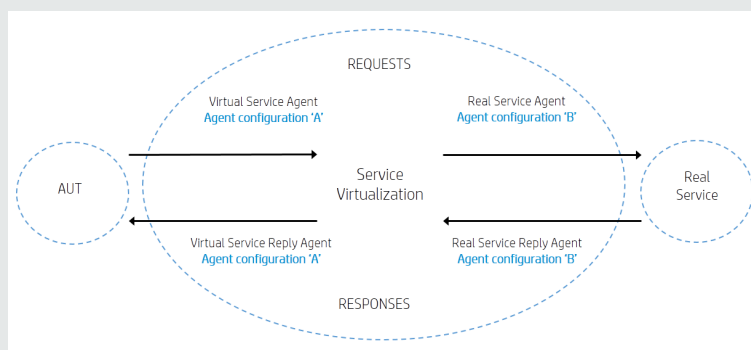 REQUESTS
Virtual Service Agent
Agent configuration 'A'
Real Service Agent
Agent configuration 'B'
AUT
Service
Virtualization
Real
Service
Virtual Service Reply Agent
Agent configuration 'A'
Real Service Reply Agent
Agent configuration 'B'
RESPONSES